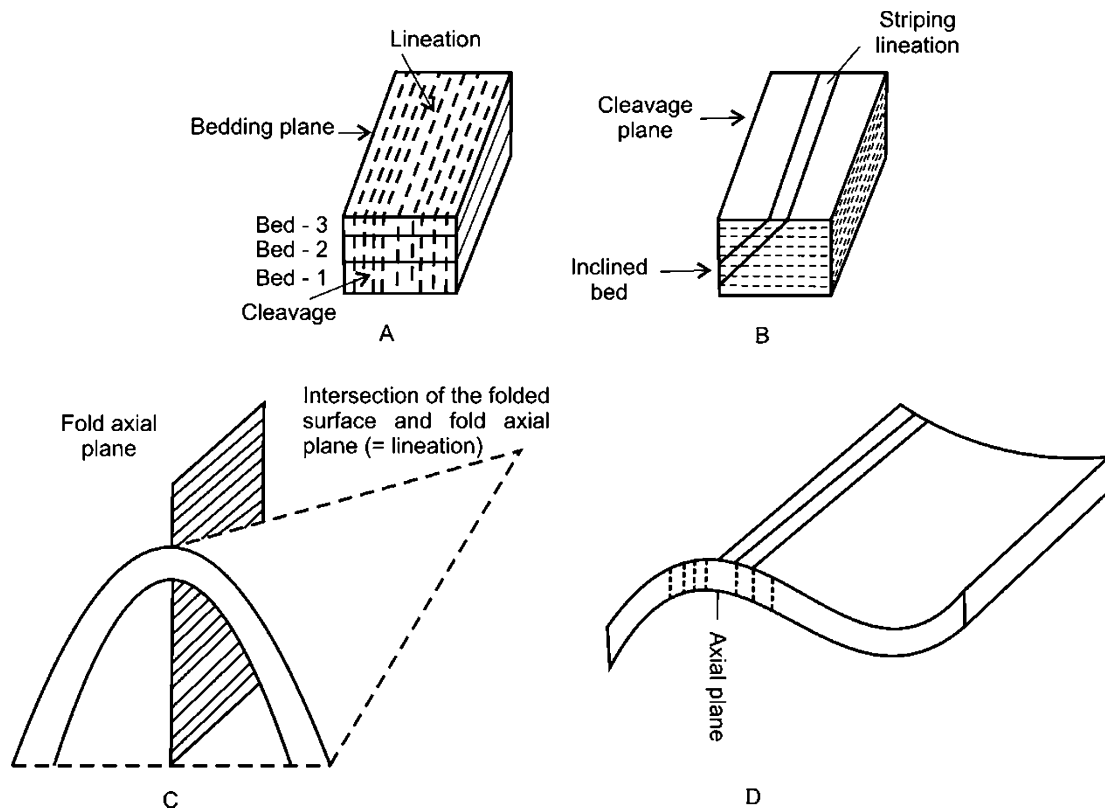 Lineation
Bedding plane
Bed - 3
Bed - 2
Bed - 1
Cleavage
A
Striping
lineation
Cleavage
plane
Inclined
bed
B
Fold axial
plane
Intersection of the folded
surface and fold axial
plane (= lineation)
C
Axial plane
D